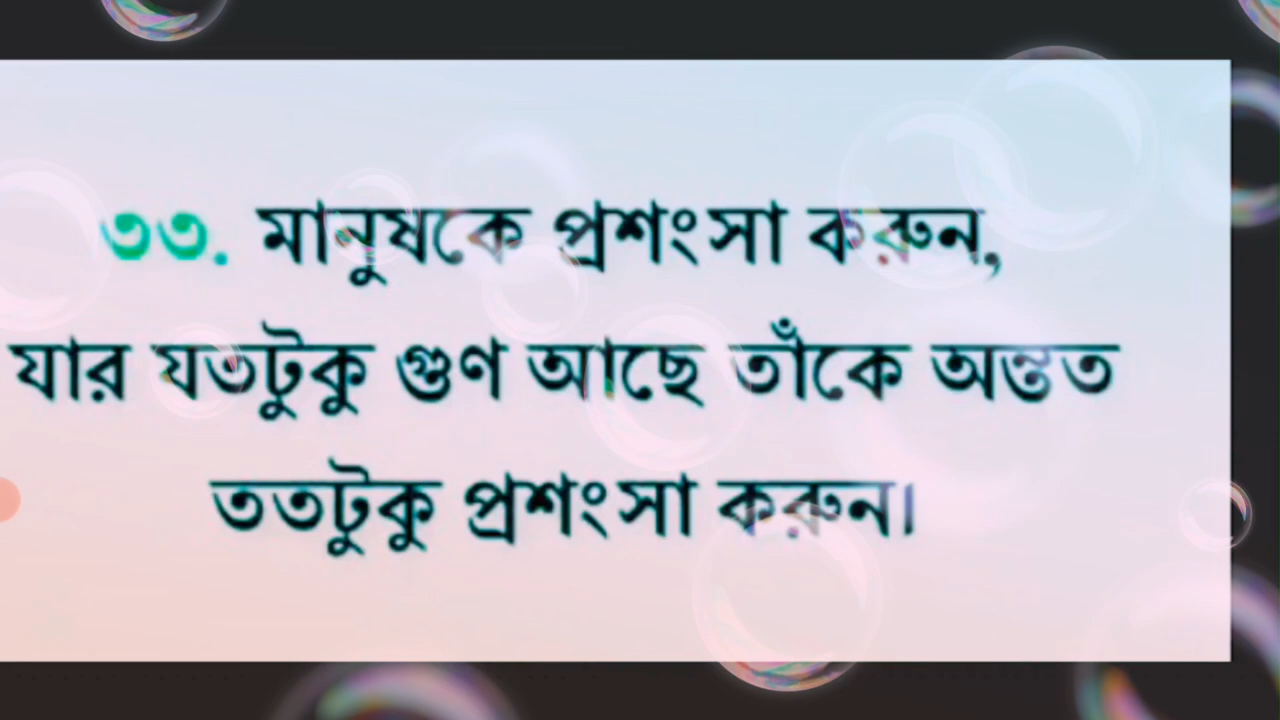 ৩৩. মানুষকে প্রশংসা করুন,
যার যতটুকু গুণ আছে তাঁকে অন্তত
ততটুকু প্রশংসা করুন।